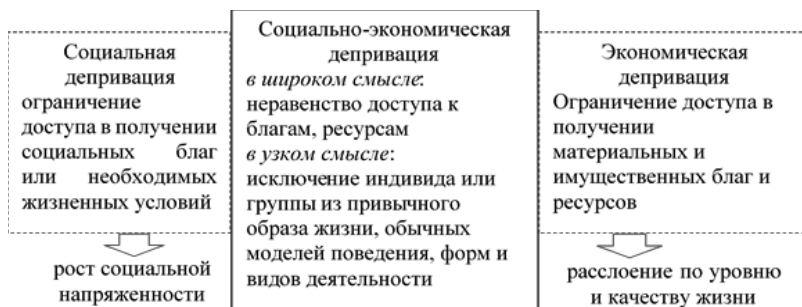 Социальная
депривация
ограничение
доступа в получении
социальных благ
или необходимых
жизненных условий
рост социальной
напряженности
Социально-экономическая
депривация
в широком смысле:
неравенство доступа к
благам, ресурсам
в узком смысле:
исключение индивида или
группы из привычного
образа жизни, обычных
моделей поведения, форм и
видов деятельности
Экономическая
депривация
Ограничение доступа в
получении
материальных и
имущественных благ и
ресурсов
расслоение по уровню
и качеству жизни